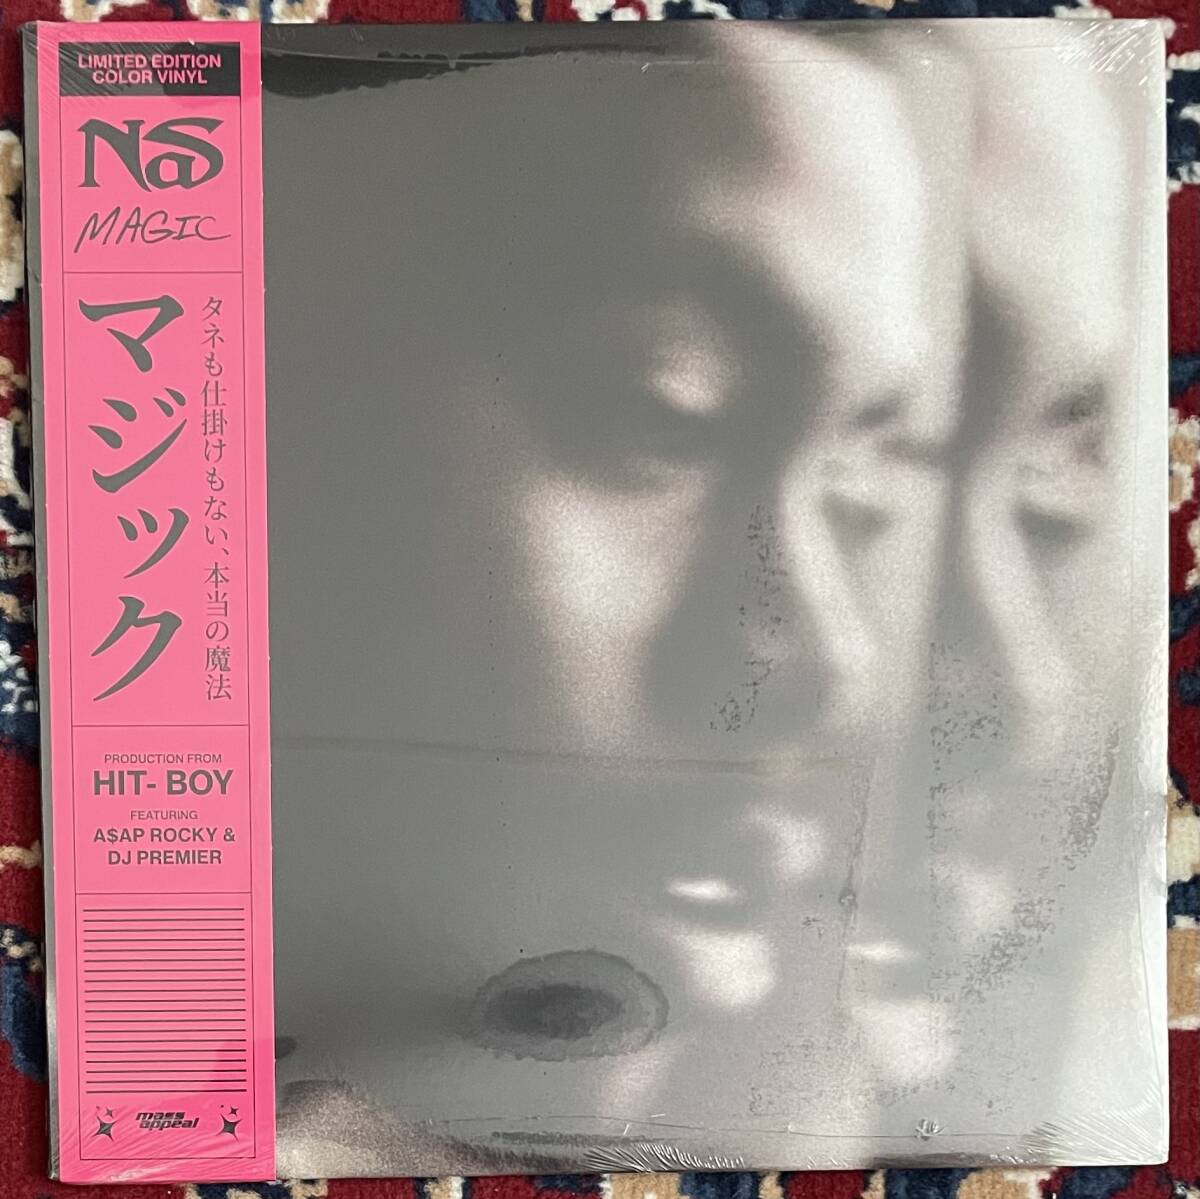 LIMITED EDITION
COLOR VINYL
NaS
MAGIC
マジック
タネも仕掛けもない、本当の魔法
PRODUCTION FROM
HIT- BOY
FEATURING
A$AP ROCKY &
DJ PREMIER
mass
appeal